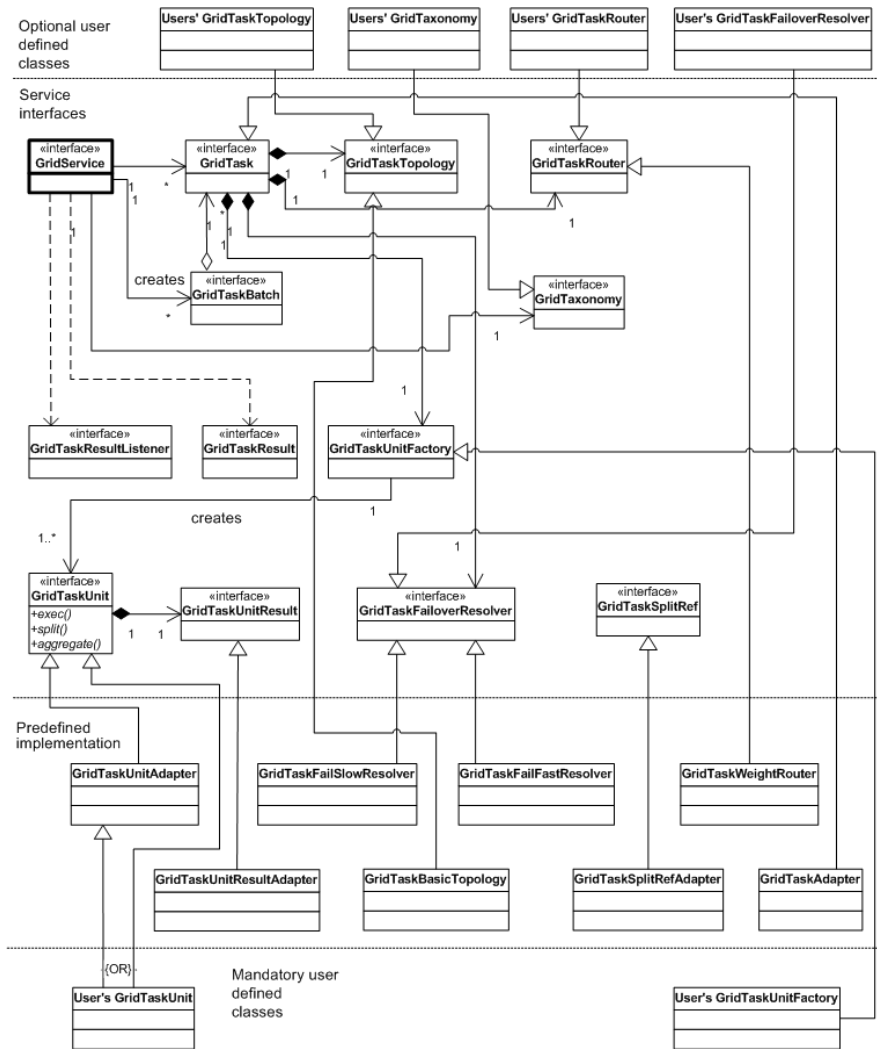 Optional user
defined
classes
Users' GridTaskTopology
Users' GridTaxonomy
Users' GridTaskRouter
User's GridTaskFailoverResolver
Service
interfaces
«interface»
GridService
«interface»
GridTask
«interface»
GridTaskTopology
«interface»
GridTaskRouter
1
*
1
1
1
1
1
1
1
*
1
1
1
creates
*
«interface»
GridTaskBatch
«interface»
GridTaxonomy
1
1
«interface»
GridTaskResultListener
«interface»
GridTaskResult
«interface»
GridTaskUnitFactory
creates
1
1..*
1
«interface»
GridTaskUnit
+exec()
+split()
+aggregate()
1
1
«interface»
GridTaskUnitResult
«interface»
GridTaskFailoverResolver
«interface»
GridTaskSplitRef
Predefined
implementation
GridTaskUnitAdapter
GridTaskFailSlowResolver
GridTaskFailFastResolver
GridTaskWeightRouter
GridTaskUnitResultAdapter
GridTaskBasicTopology
GridTaskSplitRefAdapter
GridTaskAdapter
{OR}
Mandatory user
defined
classes
User's GridTaskUnit
User's GridTaskUnitFactory